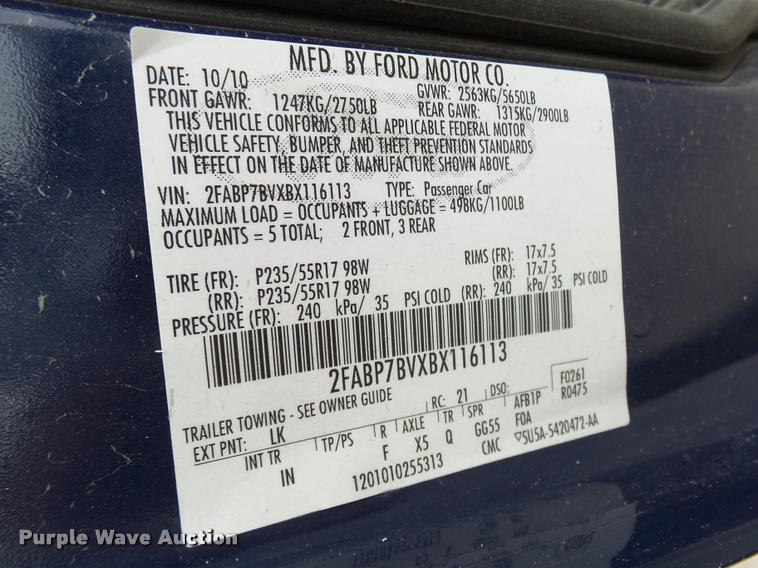 MFD. BY FORD MOTOR CO.
DATE: 10/10 GVWR: 2563KG/5650LB
FRONT GAWR: 1247KG/2750LB REAR GAWR: 1315KG/2900LB
THIS VEHICLE CONFORMS TO ALL APPLICABLE FEDERAL MOTOR
VEHICLE SAFETY, BUMPER, AND THEFT PREVENTION STANDARDS
IN EFFECT ON THE DATE OF MANUFACTURE SHOWN ABOVE.
VIN: 2FABP7BVXBX116113 TYPE: Passenger Car
MAXIMUM LOAD = OCCUPANTS + LUGGAGE = 498KG/1100LB
OCCUPANTS = 5 TOTAL; 2 FRONT, 3 REAR
TIRE (FR): P235/55R17 98W RIMS (FR): 17x7.5
(RR): P235/55R17 98W (RR): 17x7.5
PRESSURE (FR): 240 kPa/ 35 PSI COLD (RR): 240 kPa/ 35 PSI COLD
2FABP7BVXBX116113
TRAILER TOWING - SEE OWNER GUIDE RC: 21 DSO: F0261
R0475
EXT PNT: LK INT TR TP/PS R AXLE TR SPR AFB1P
IN F X5 Q GG55 FOA
1201010255313 CMC 5U5A-5420472-AA
Purple Wave Auction